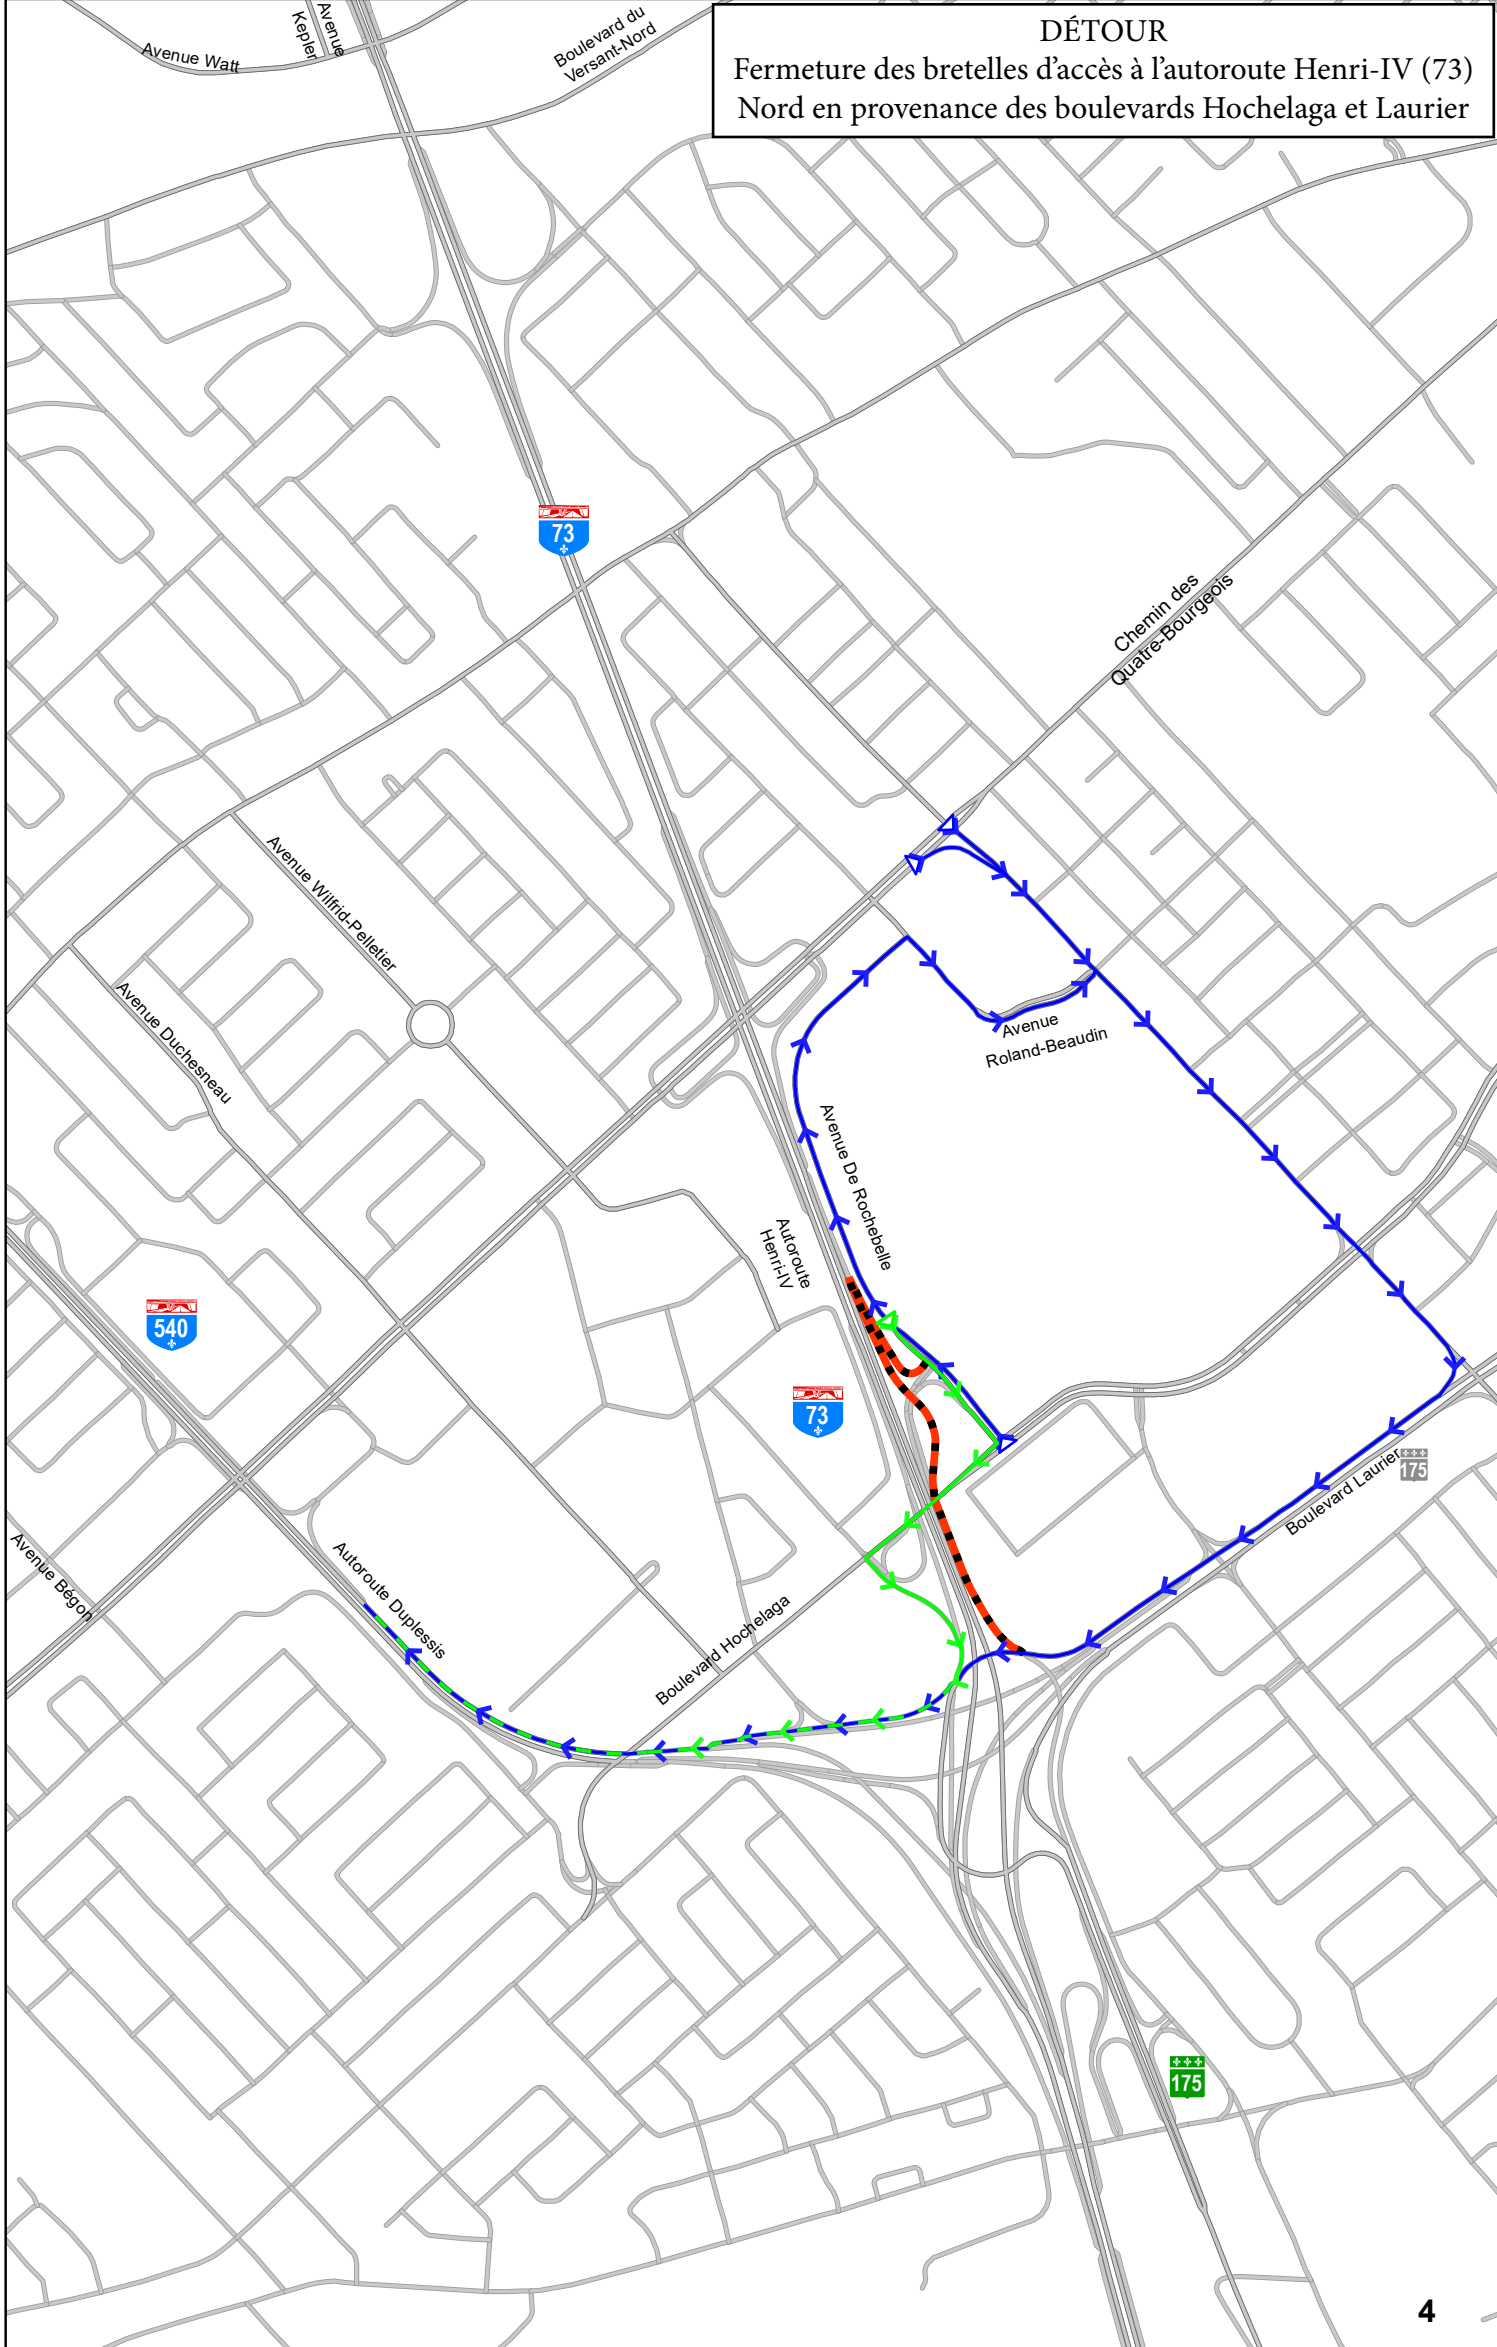 DÉTOUR
Fermeture des bretelles d’accès à l’autoroute Henri-IV (73)
Nord en provenance des boulevards Hochelaga et Laurier
Avenue Watt
Avenue
Kepler
Boulevard du
Versant-Nord
73
Chemin des
Quatre-Bourgeois
Avenue Wilfrid-Pelletier
Avenue Duchesneau
Avenue
Roland-Beaudin
Avenue De Rochebelle
Autoroute
Henri-IV
540
73
Boulevard Laurier
175
Avenue Bégon
Autoroute Duplessis
Boulevard Hochelaga
175
4